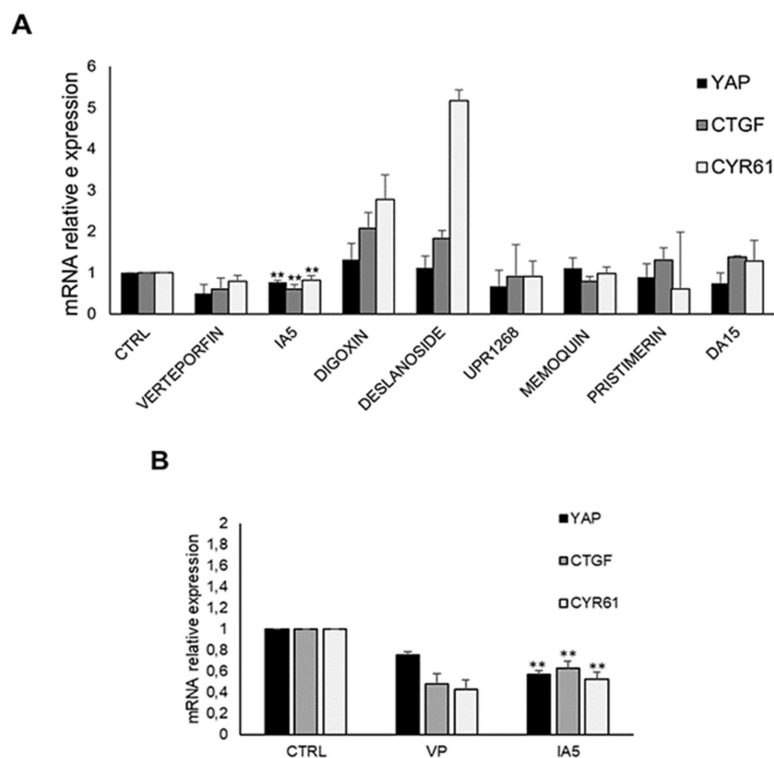 A
mRNA relative e xpression
6
5
4
3
2
1
0
YAP
CTGF
CYR61
** ** **
CTRL
VERTEPORFIN
IA5
DIGOXIN
DESLANOSIDE
UPR1268
MEMOQUIN
PRISTIMERIN
DA15
B
mRNA relative expression
2
1,8
1,6
1,4
1,2
1
0,8
0,6
0,4
0,2
0
YAP
CTGF
CYR61
** ** **
CTRL
VP
IA5